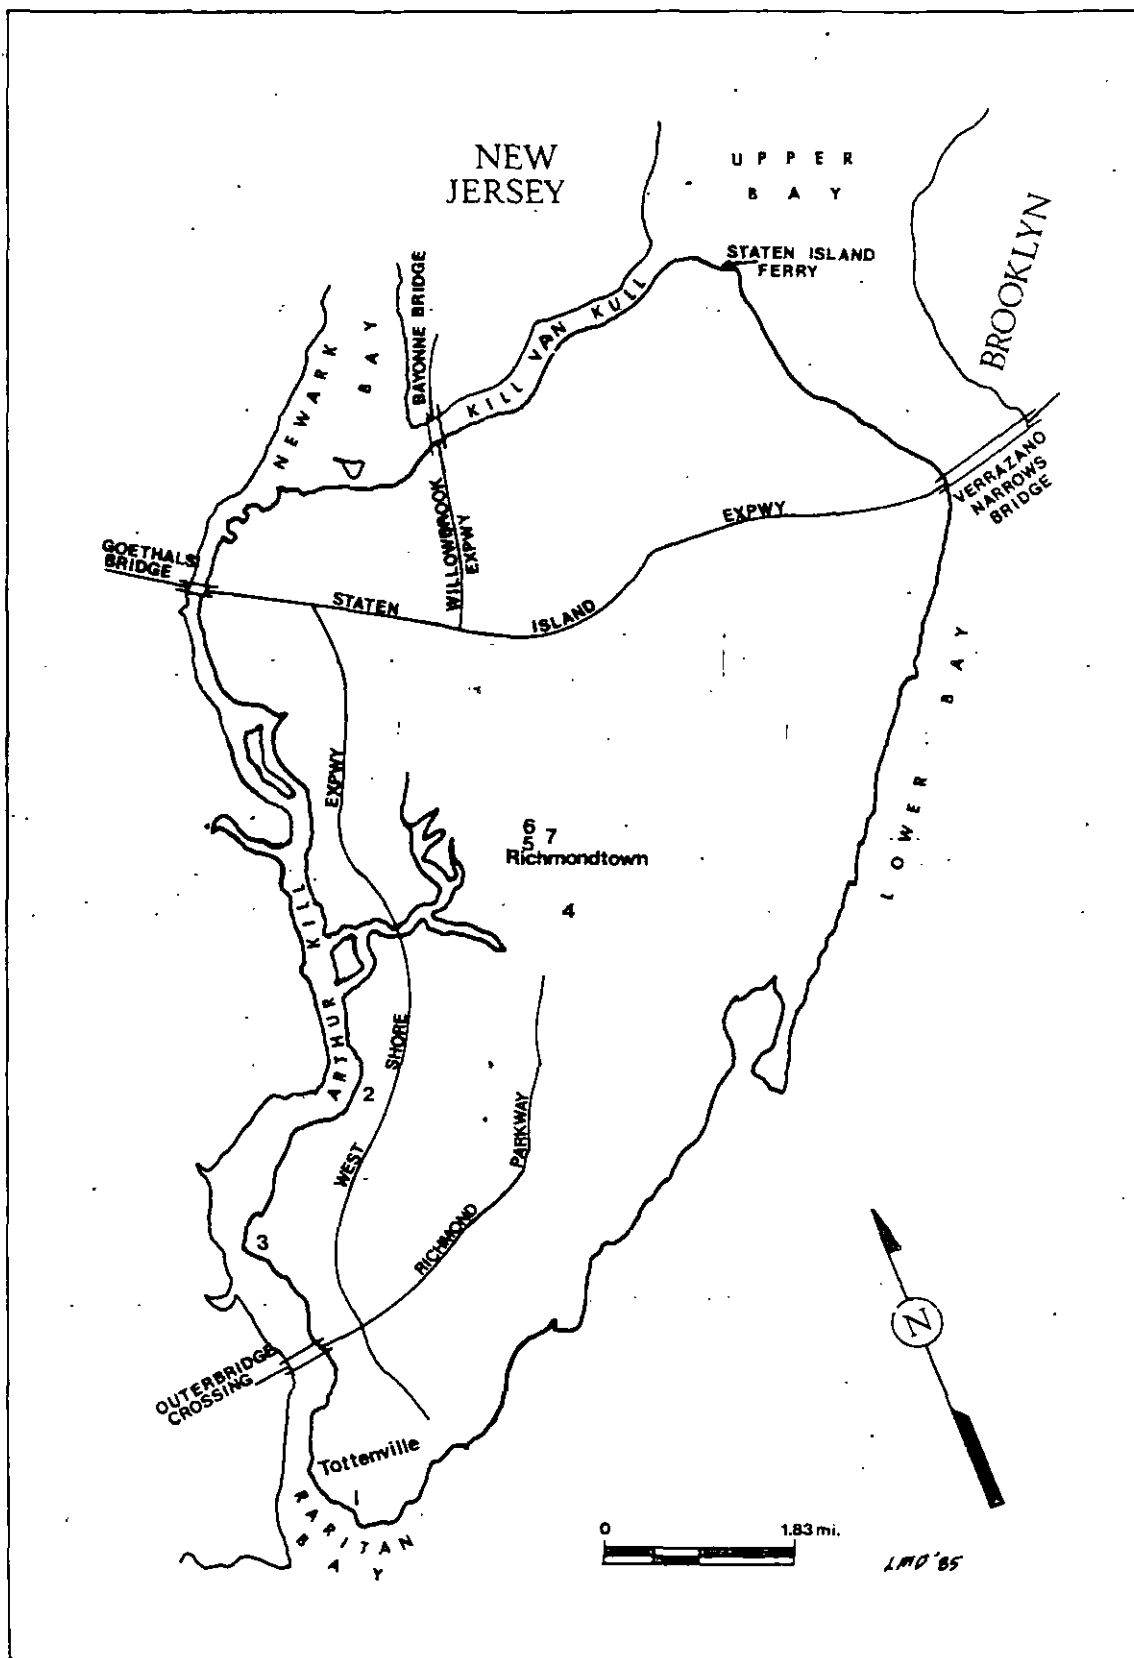 NEW
JERSEY
UPPER
BAY
BROOKLYN
STATEN ISLAND
FERRY
BAYONNE BRIDGE
NEWARK
BAY
KILL VAN KULL
VERRAZANO
NARROWS
BRIDGE
WILLOWBROOK
EXPWY
EXPWY
GOETHALS
BRIDGE
STATEN
ISLAND
LOWER BAY
EXPWY
6
5 7
Richmondtown
4
ARTHUR KILL
SHORE
2
WEST
PARKWAY
3
RICHMOND
N
OUTERBRIDGE
CROSSING
Tottenville
1
RARITAN
BAY
0 1.83 mi.
LMD '85